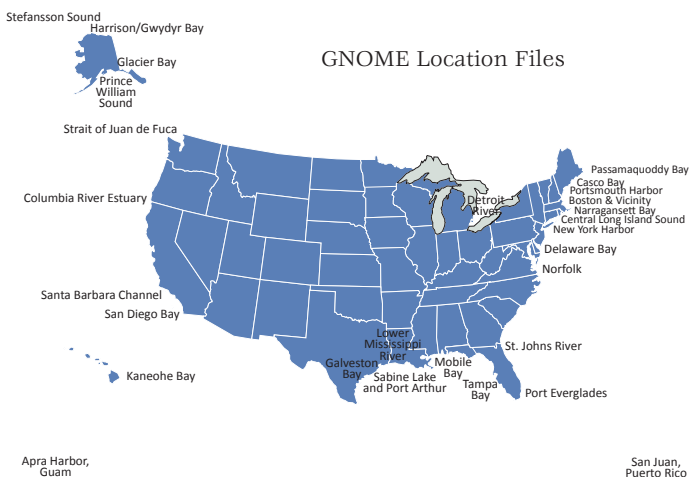 Stefansson Sound
Harrison/Gwydyr Bay
GNOME Location Files
Glacier Bay
Prince
William
Sound
Strait of Juan de Fuca
Passamaquoddy Bay
Casco Bay
Portsmouth Harbor
Boston & Vicinity
Narragansett Bay
Central Long Island Sound
New York Harbor
Detroit
River
Columbia River Estuary
Delaware Bay
Norfolk
Santa Barbara Channel
San Diego Bay
Lower
Mississippi
River
St. Johns River
Galveston
Bay
Sabine Lake
and Port Arthur
Mobile
Bay
Tampa
Bay
Port Everglades
Kaneohe Bay
Apra Harbor,
Guam
San Juan,
Puerto Rico